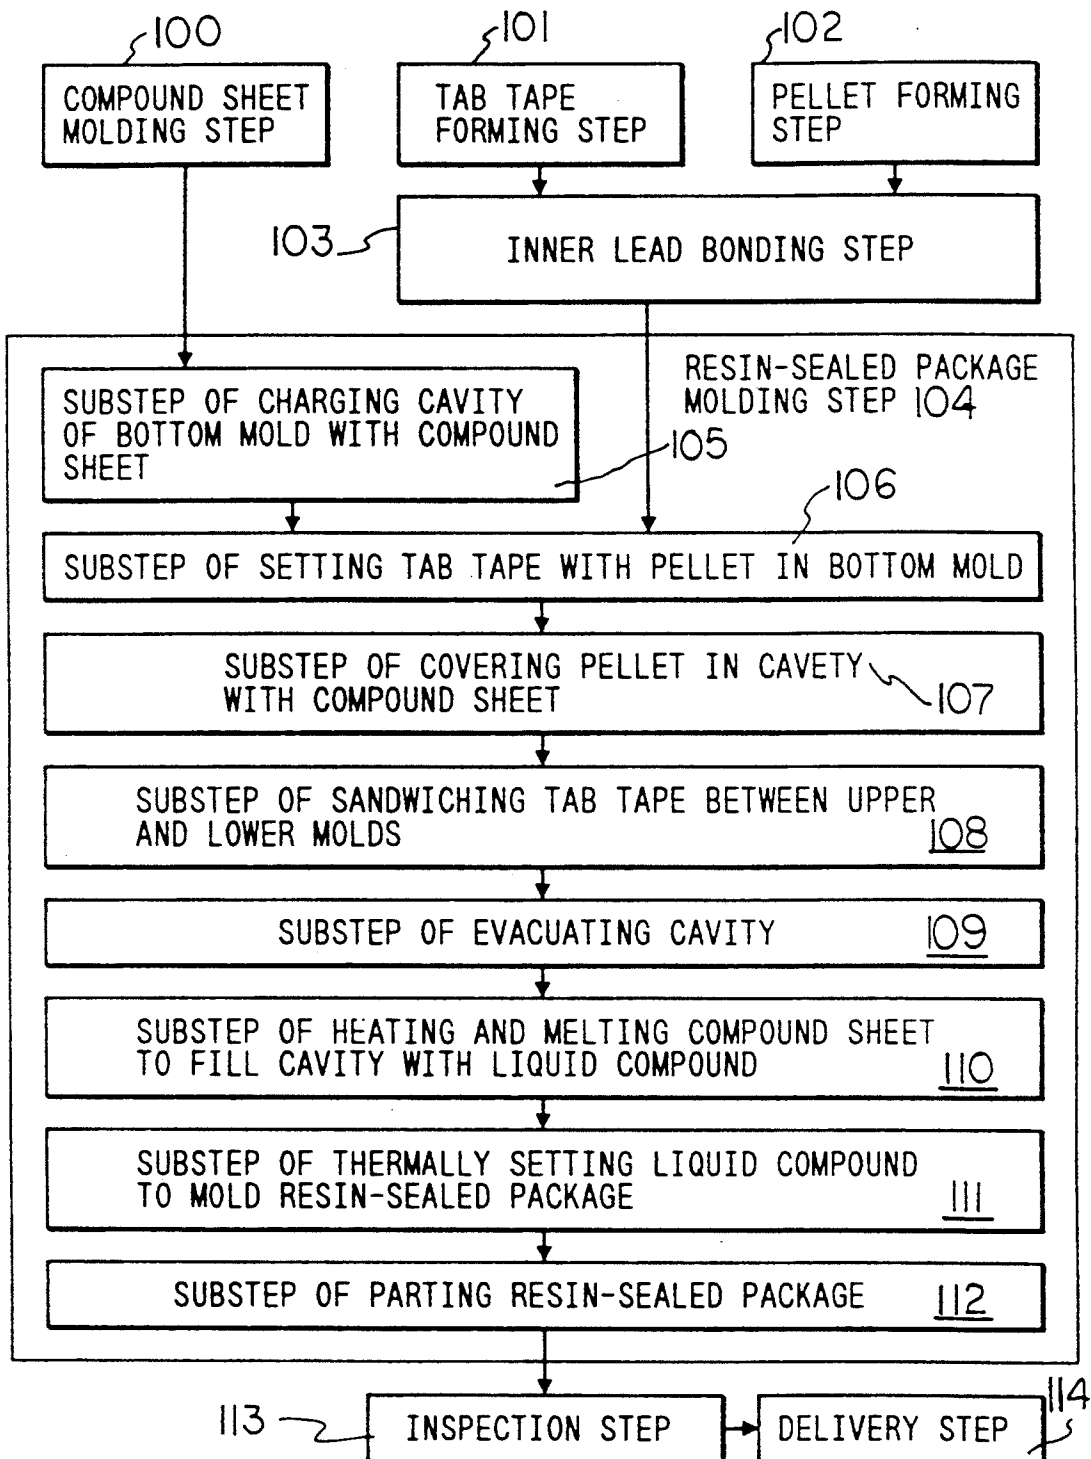 100
101
102
COMPOUND SHEET
MOLDING STEP
TAB TAPE
FORMING STEP
PELLET FORMING
STEP
103
INNER LEAD BONDING STEP
RESIN-SEALED PACKAGE
MOLDING STEP 104
SUBSTEP OF CHARGING CAVITY
OF BOTTOM MOLD WITH COMPOUND
SHEET
105
106
SUBSTEP OF SETTING TAB TAPE WITH PELLET IN BOTTOM MOLD
SUBSTEP OF COVERING PELLET IN CAVETY
WITH COMPOUND SHEET
107
SUBSTEP OF SANDWICHING TAB TAPE BETWEEN UPPER
AND LOWER MOLDS
108
SUBSTEP OF EVACUATING CAVITY
109
SUBSTEP OF HEATING AND MELTING COMPOUND SHEET
TO FILL CAVITY WITH LIQUID COMPOUND
110
SUBSTEP OF THERMALLY SETTING LIQUID COMPOUND
TO MOLD RESIN-SEALED PACKAGE
111
SUBSTEP OF PARTING RESIN-SEALED PACKAGE
112
113
INSPECTION STEP
DELIVERY STEP
114